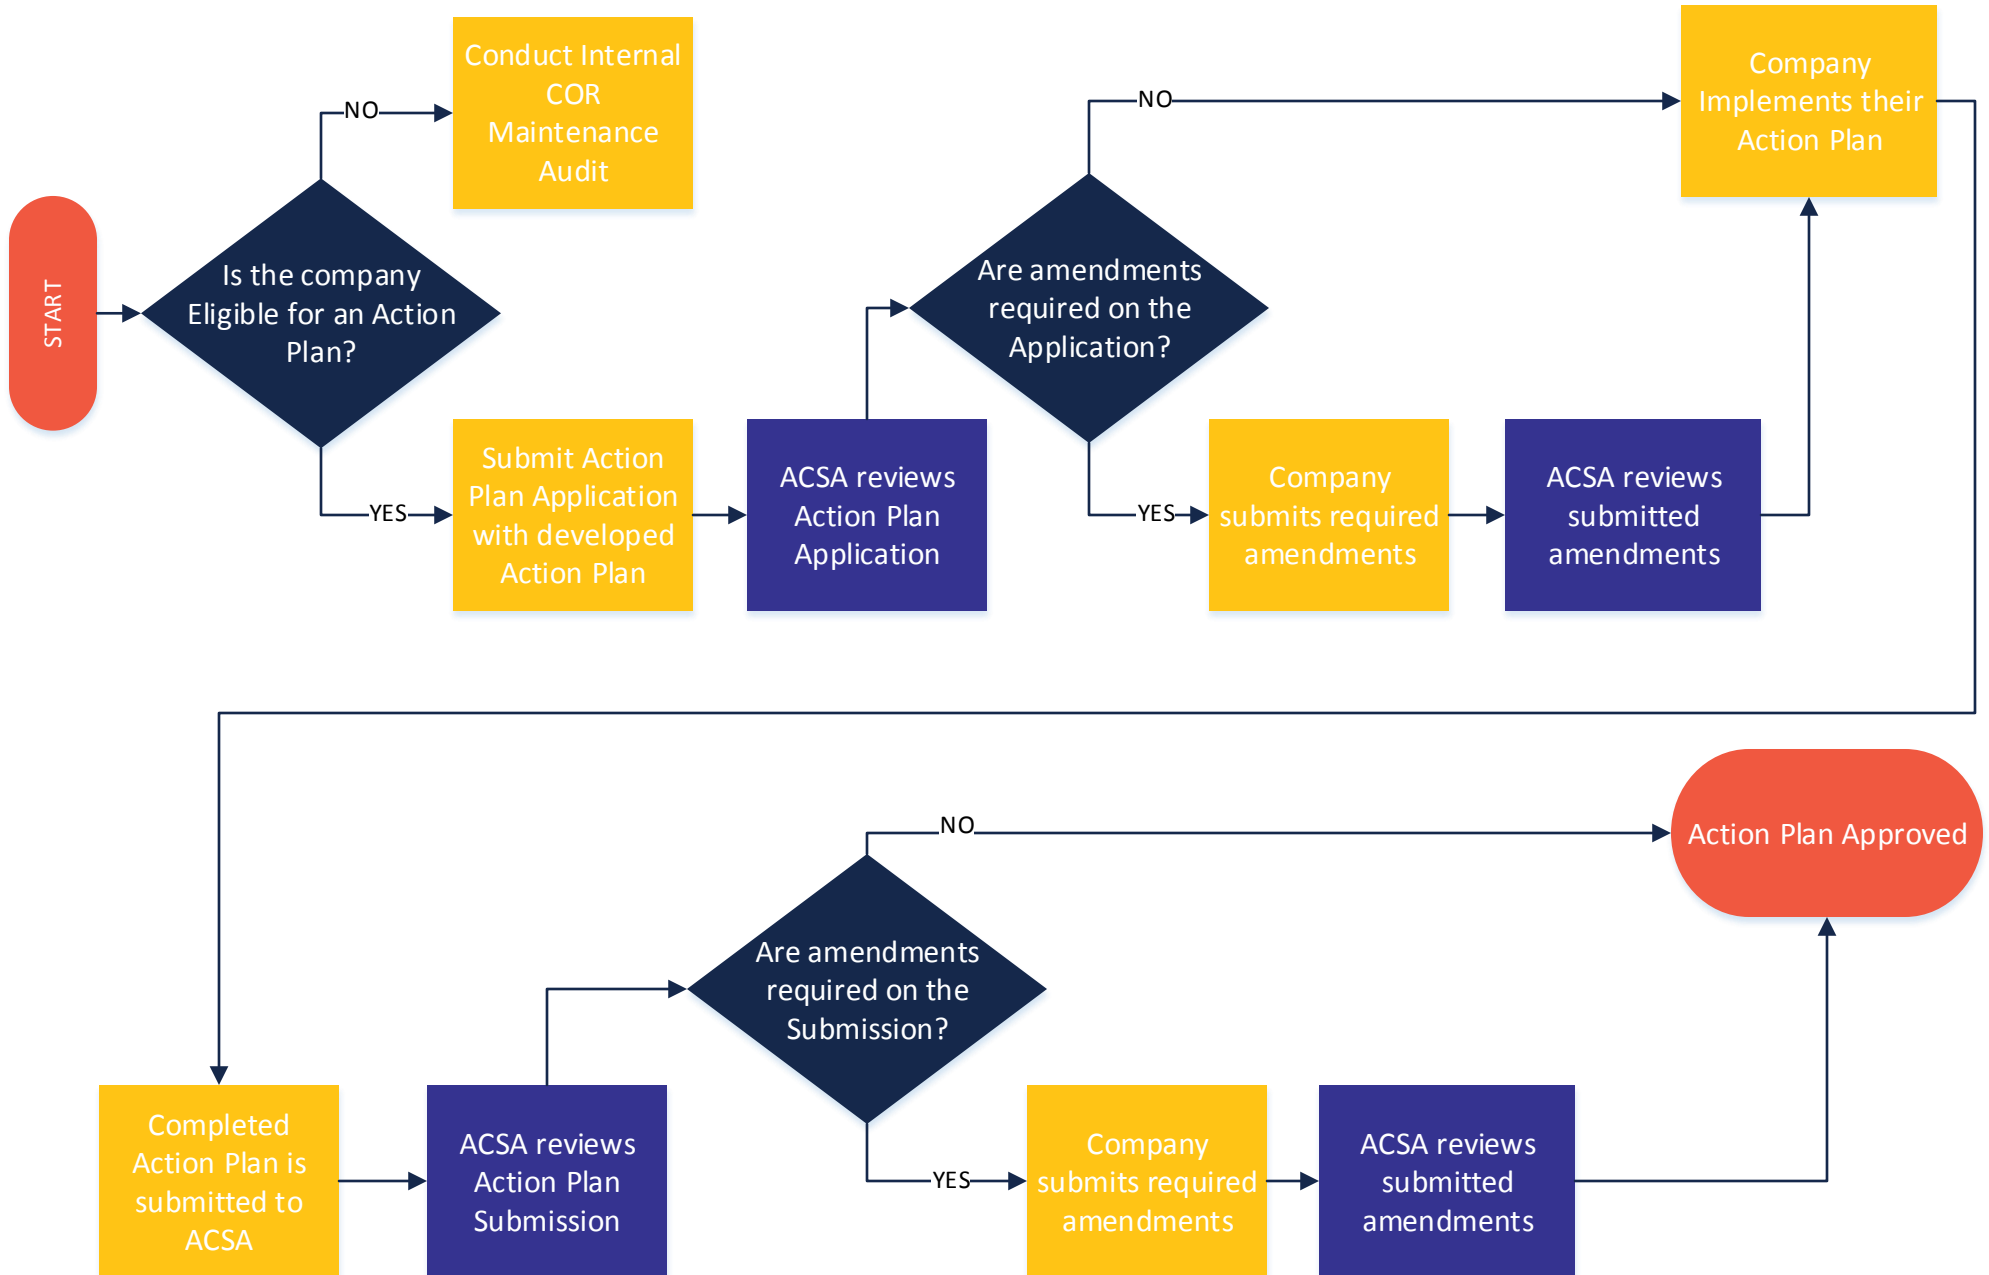 START
Is the company
Eligible for an Action
Plan?
NO
Conduct Internal
COR
Maintenance
Audit
YES
Submit Action
Plan Application
with developed
Action Plan
ACSA reviews
Action Plan
Application
Are amendments
required on the
Application?
NO
Company
Implements their
Action Plan
YES
Company
submits required
amendments
ACSA reviews
submitted
amendments
Completed
Action Plan is
submitted to
ACSA
ACSA reviews
Action Plan
Submission
Are amendments
required on the
Submission?
NO
Action Plan Approved
YES
Company
submits required
amendments
ACSA reviews
submitted
amendments